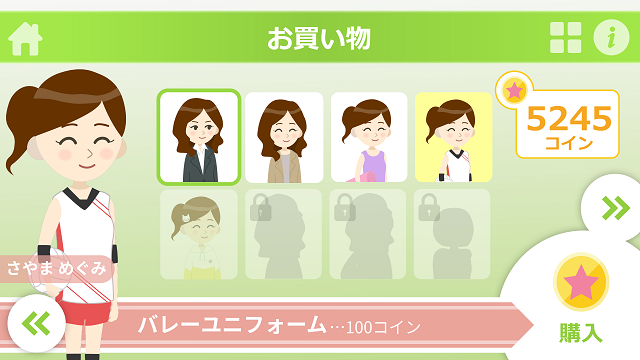 お買い物
5245
コイン
さやま めぐみ
バレーユニフォーム…100コイン
購入